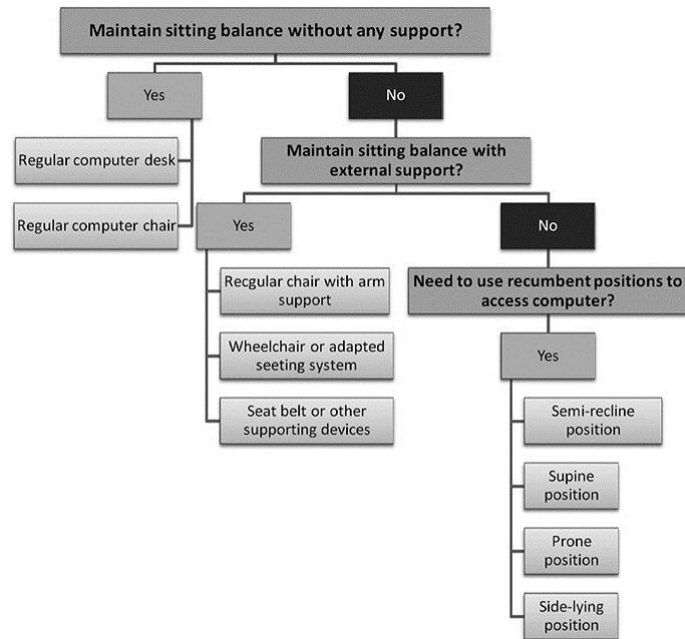 Maintain sitting balance without any support?
Yes
No
Regular computer desk
Regular computer chair
Maintain sitting balance with
external support?
Yes
No
Recgular chair with arm
support
Wheelchair or adapted
seeting system
Seat belt or other
supporting devices
Need to use recumbent positions to
access computer?
Yes
Semi-recline
position
Supine
position
Prone
position
Side-lying
position